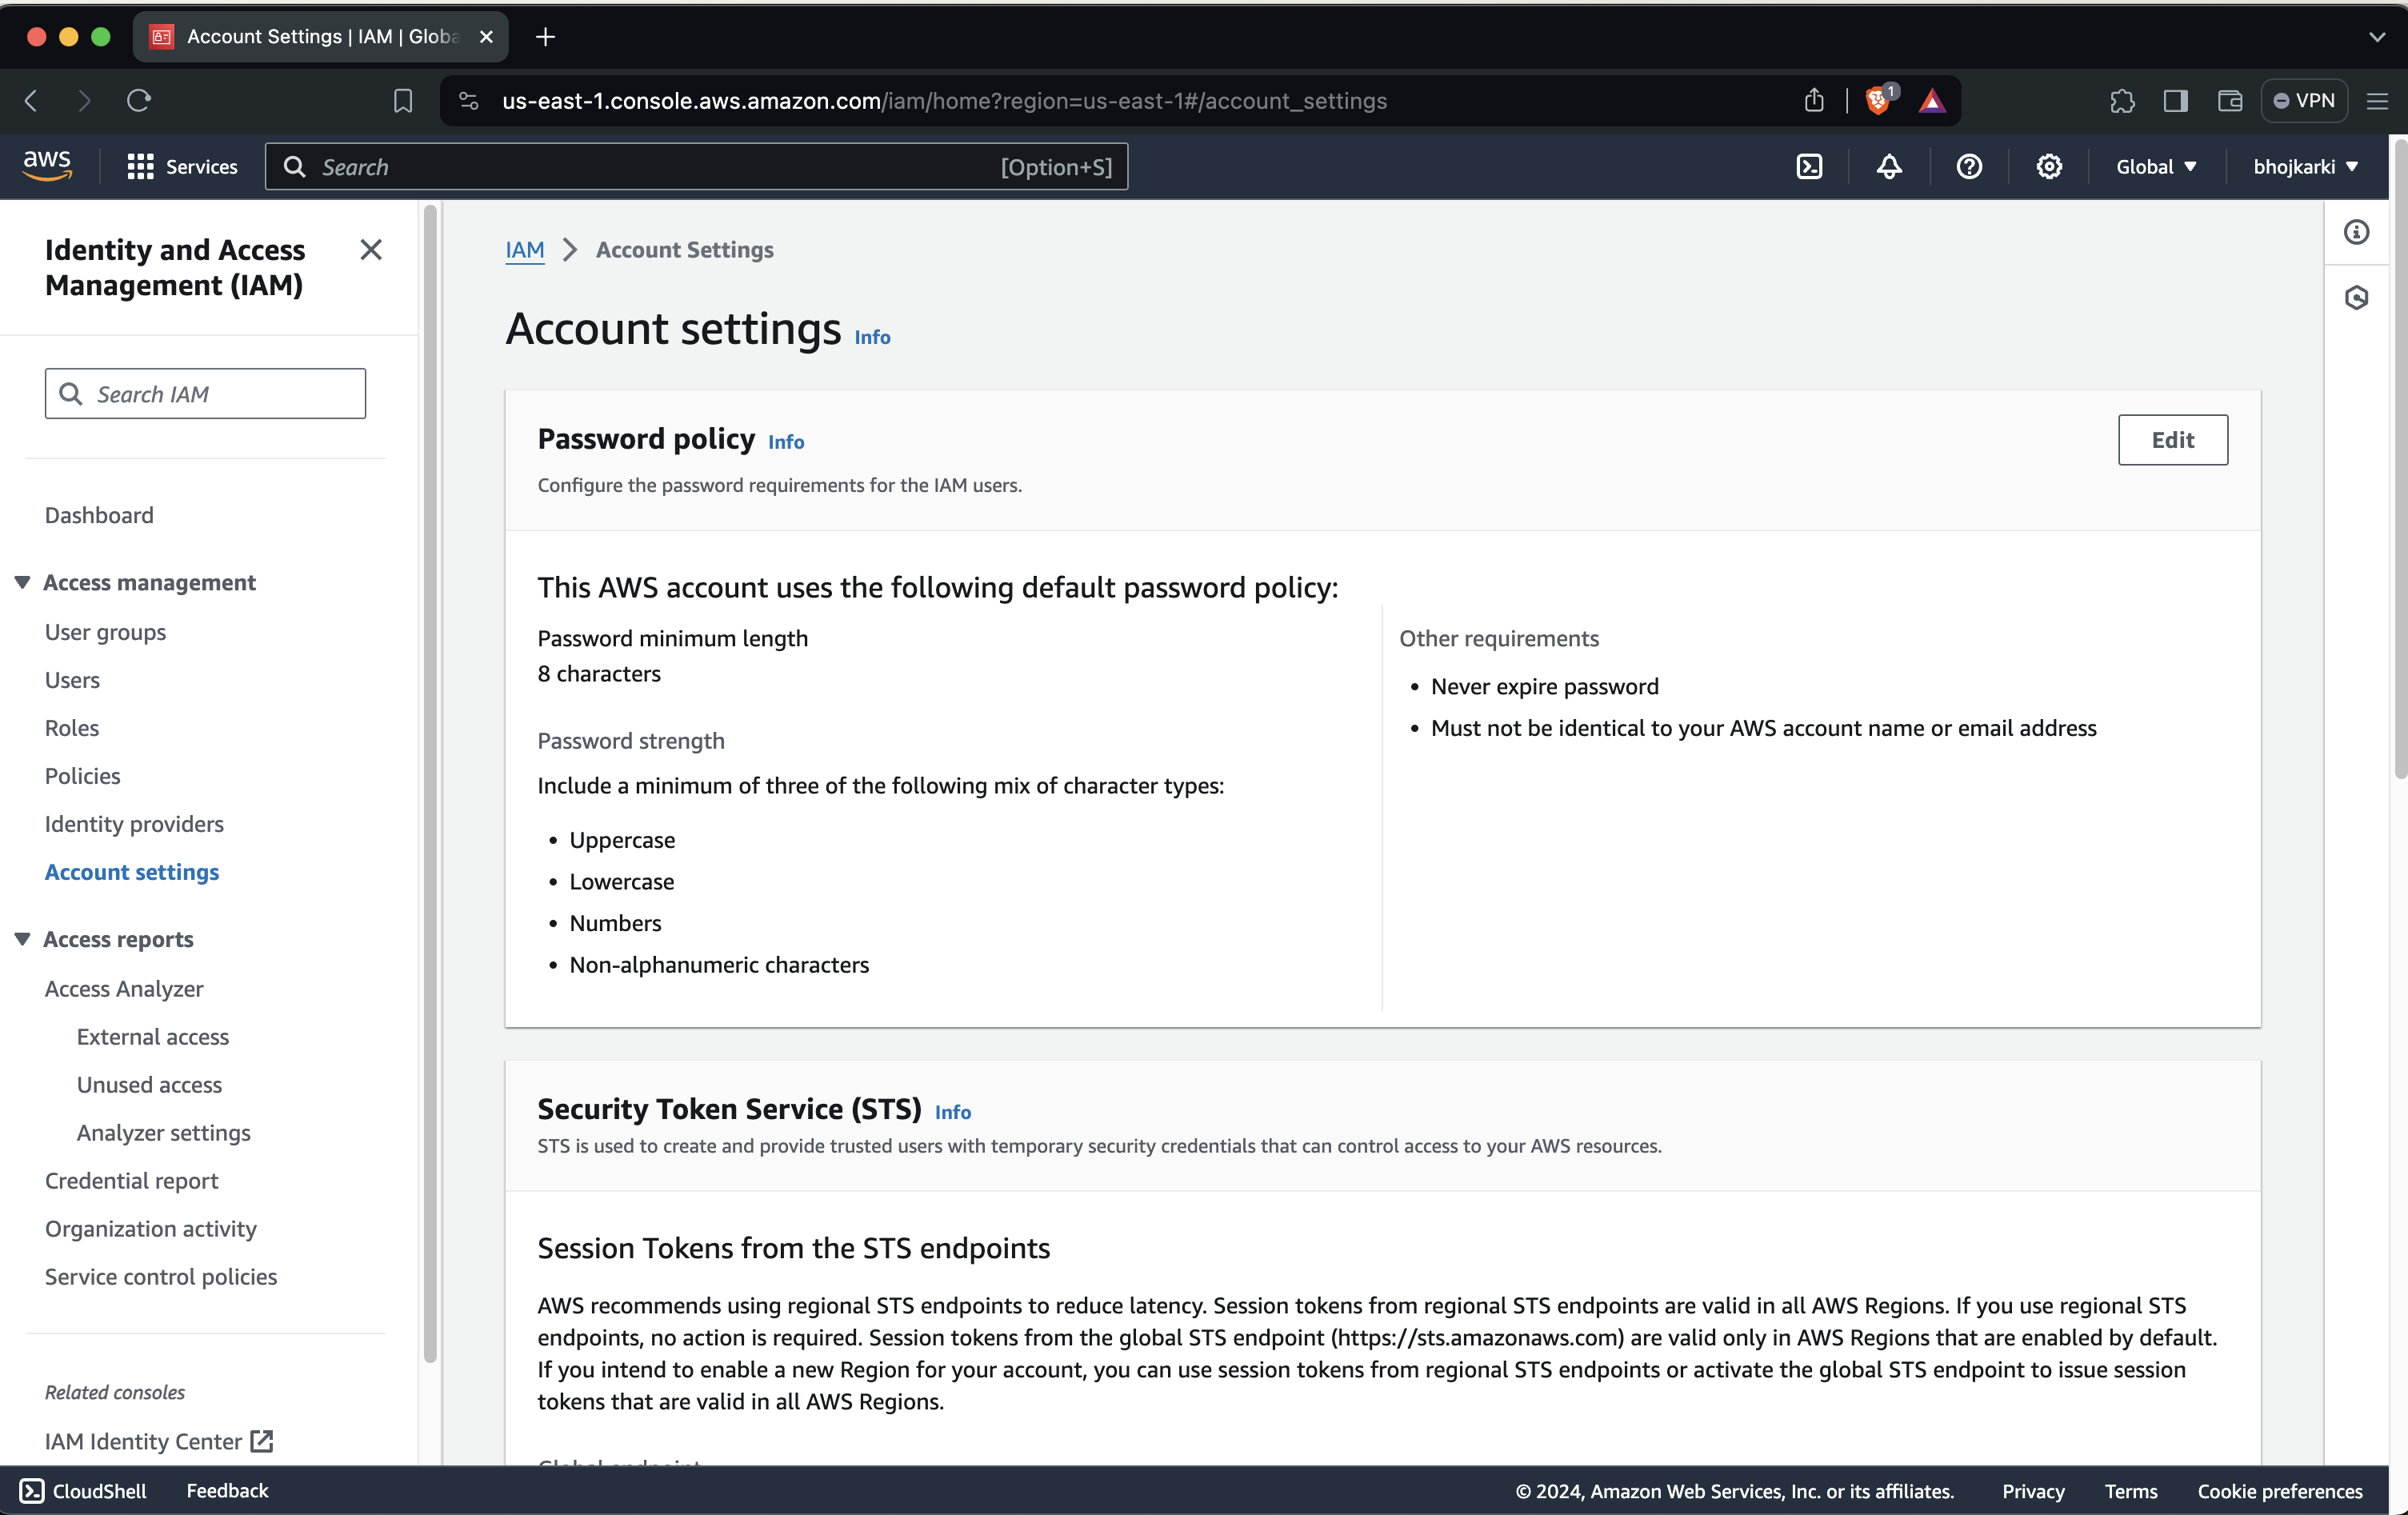 Account Settings | IAM | Globa
us-east-1.console.aws.amazon.com/iam/home?region=us-east-1#/account_settings
1
VPN
aws
Services
Search
[Option+S]
Global
bhojkarki
Identity and Access
Management (IAM)
Search IAM
Dashboard
Access management
User groups
Users
Roles
Policies
Identity providers
Account settings
Access reports
Access Analyzer
External access
Unused access
Analyzer settings
Credential report
Organization activity
Service control policies
Related consoles
IAM Identity Center
IAM
Account Settings
Account settings Info
Password policy Info
Edit
Configure the password requirements for the IAM users.
This AWS account uses the following default password policy:
Password minimum length
8 characters
Password strength
Include a minimum of three of the following mix of character types:
• Uppercase
• Lowercase
• Numbers
• Non-alphanumeric characters
Other requirements
• Never expire password
• Must not be identical to your AWS account name or email address
Security Token Service (STS) Info
STS is used to create and provide trusted users with temporary security credentials that can control access to your AWS resources.
Session Tokens from the STS endpoints
AWS recommends using regional STS endpoints to reduce latency. Session tokens from regional STS endpoints are valid in all AWS Regions. If you use regional STS
endpoints, no action is required. Session tokens from the global STS endpoint (https://sts.amazonaws.com) are valid only in AWS Regions that are enabled by default.
If you intend to enable a new Region for your account, you can use session tokens from regional STS endpoints or activate the global STS endpoint to issue session
tokens that are valid in all AWS Regions.
Global endpoint
CloudShell
Feedback
© 2024, Amazon Web Services, Inc. or its affiliates.
Privacy
Terms
Cookie preferences